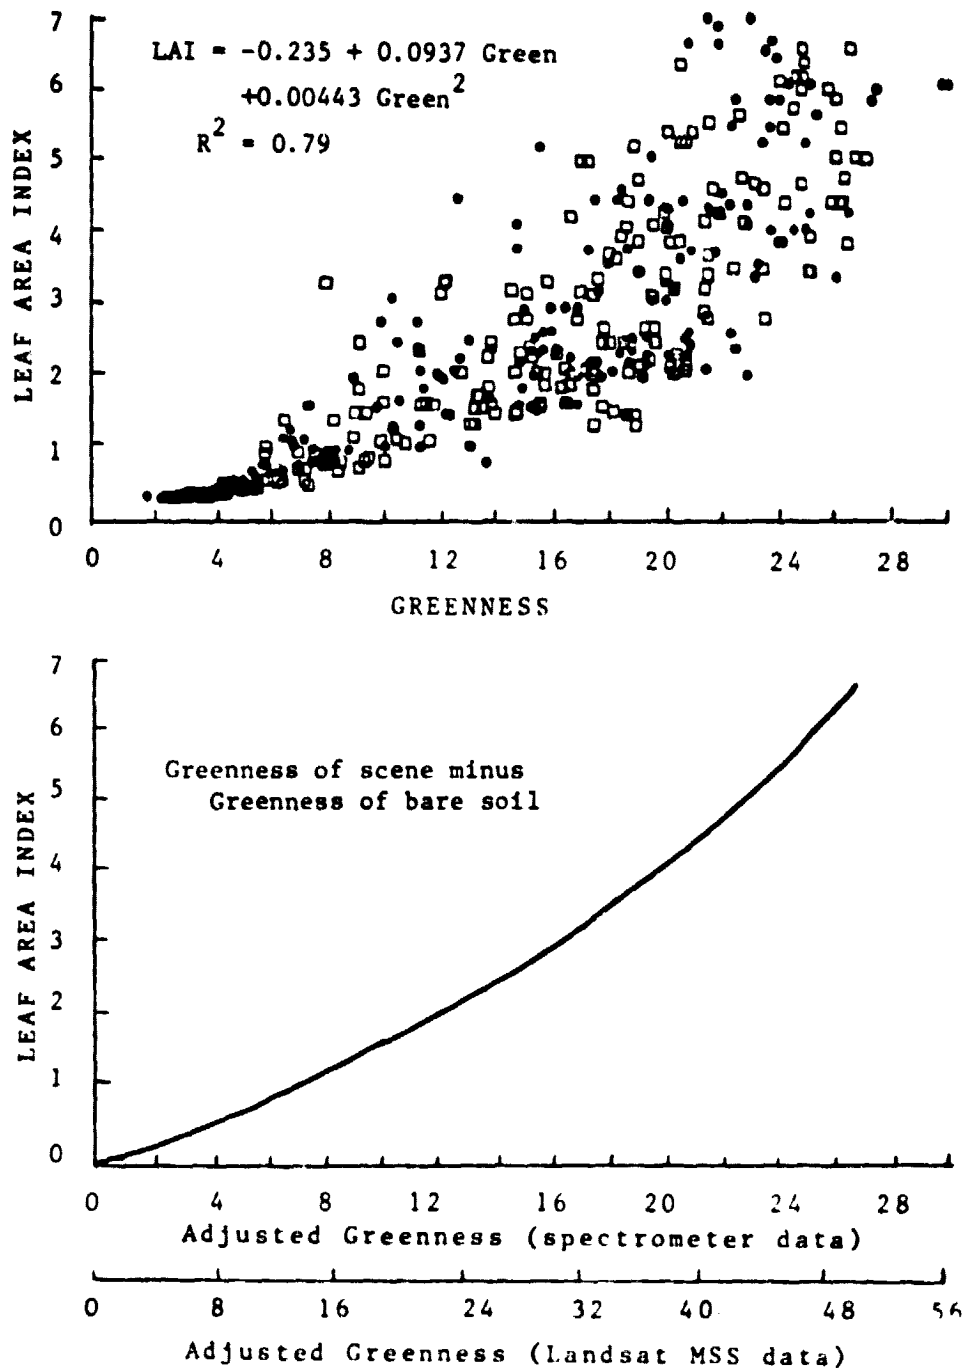 7
LAI = -0.235 + 0.0937 Green
+0.00443 Green²
R² = 0.79
6
5
4
3
2
1
0
LEAF AREA INDEX
0 4 8 12 16 20 24 28
GREENNESS
7
6
Greenness of scene minus
Greenness of bare soil
5
4
3
2
1
0
LEAF AREA INDEX
0 4 8 12 16 20 24 28
Adjusted Greenness (spectrometer data)
0 8 16 24 32 40 48 56
Adjusted Greenness (Landsat MSS data)